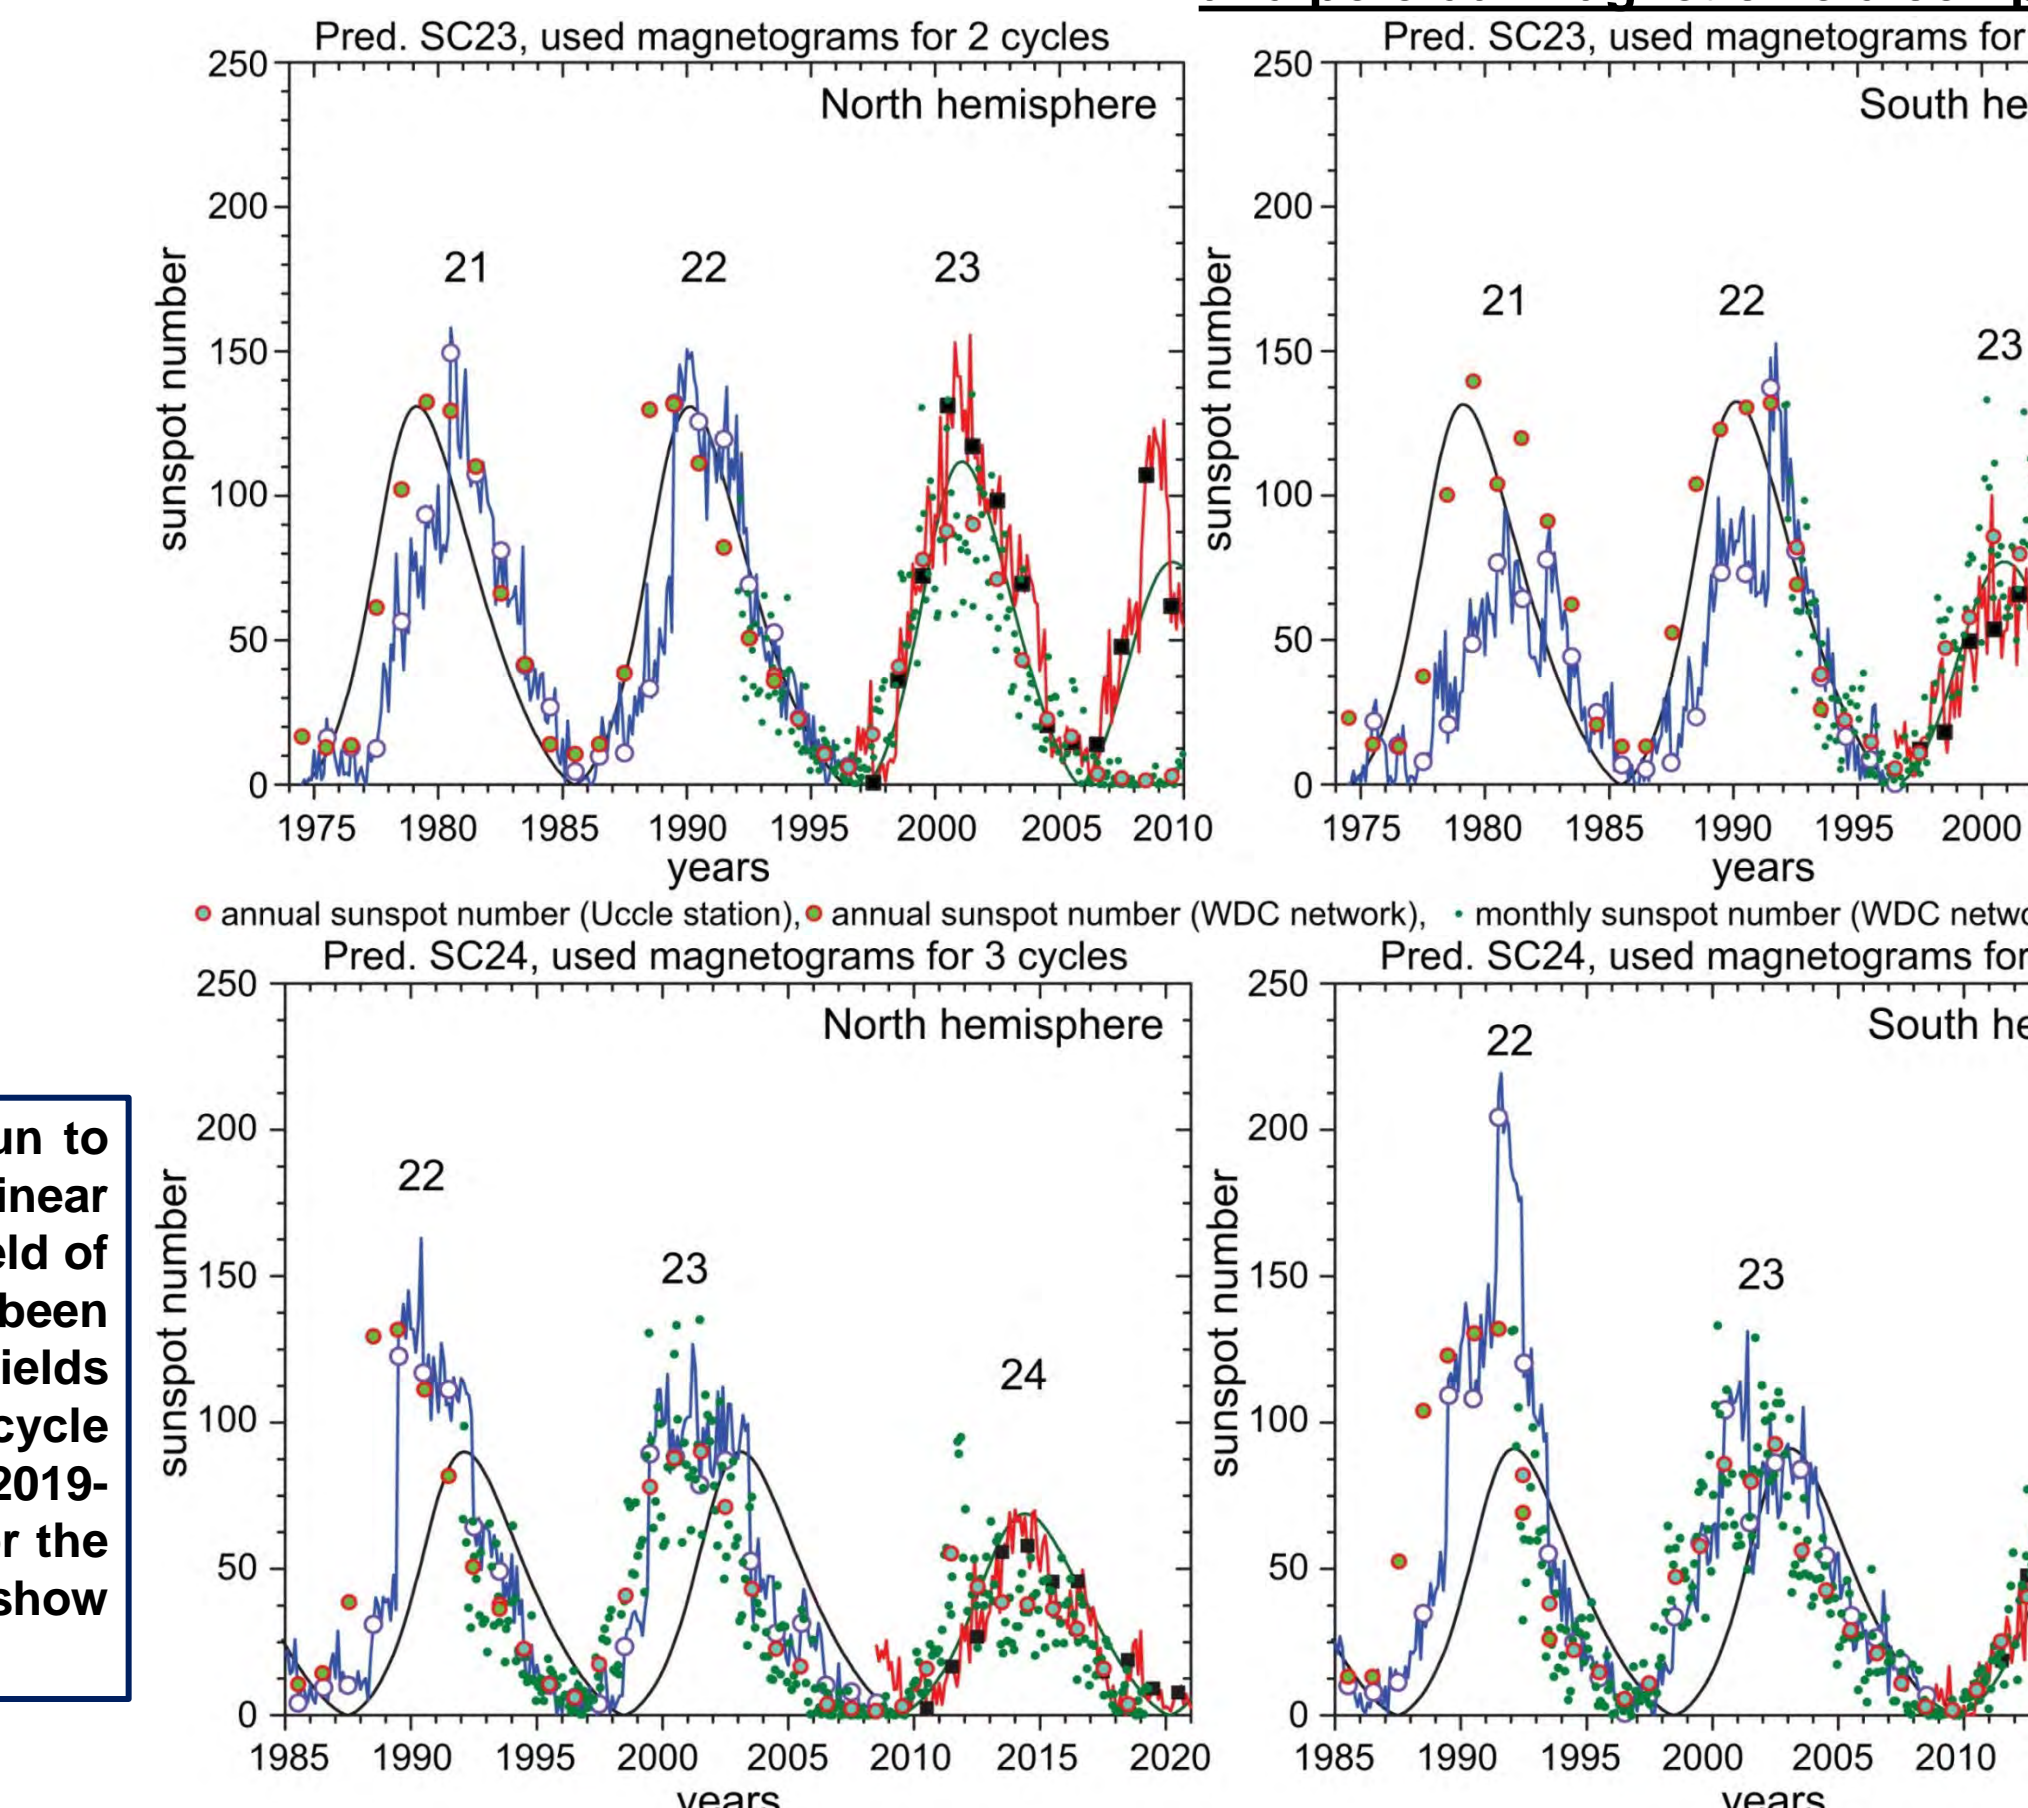 Pred. SC23, used magnetograms for 2 cycles
North hemisphere
250
200
150
100
50
0
sunspot number
21
22
23
1975 1980 1985 1990 1995 2000 2005 2010
years
Pred. SC23, used magnetograms for
South he
250
200
150
100
50
0
sunspot number
21
22
23
1975 1980 1985 1990 1995 2000
years
annual sunspot number (Uccle station), annual sunspot number (WDC network), monthly sunspot number (WDC netwo
Pred. SC24, used magnetograms for 3 cycles
North hemisphere
250
200
150
100
50
0
sunspot number
22
23
24
1985 1990 1995 2000 2005 2010 2015 2020
years
Pred. SC24, used magnetograms for
South he
250
200
150
100
50
0
sunspot number
22
23
1985 1990 1995 2000 2005 2010
years
un to
inear
eld of
been
ields
cycle
2019-
r the
show